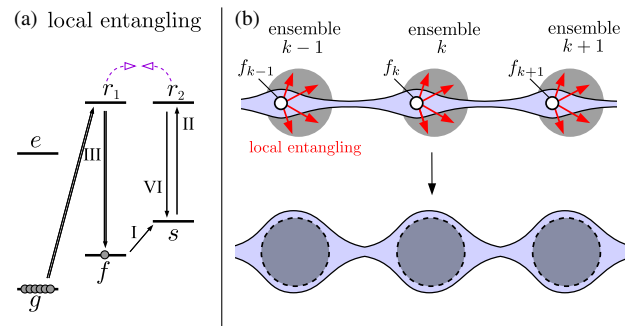 (a) local entangling
r₁
r₂
II
III
e
VI
I
s
f
g
(b)
ensemble
k − 1
ensemble
k
ensemble
k + 1
fₖ₋₁
fₖ
fₖ₊₁
local entangling